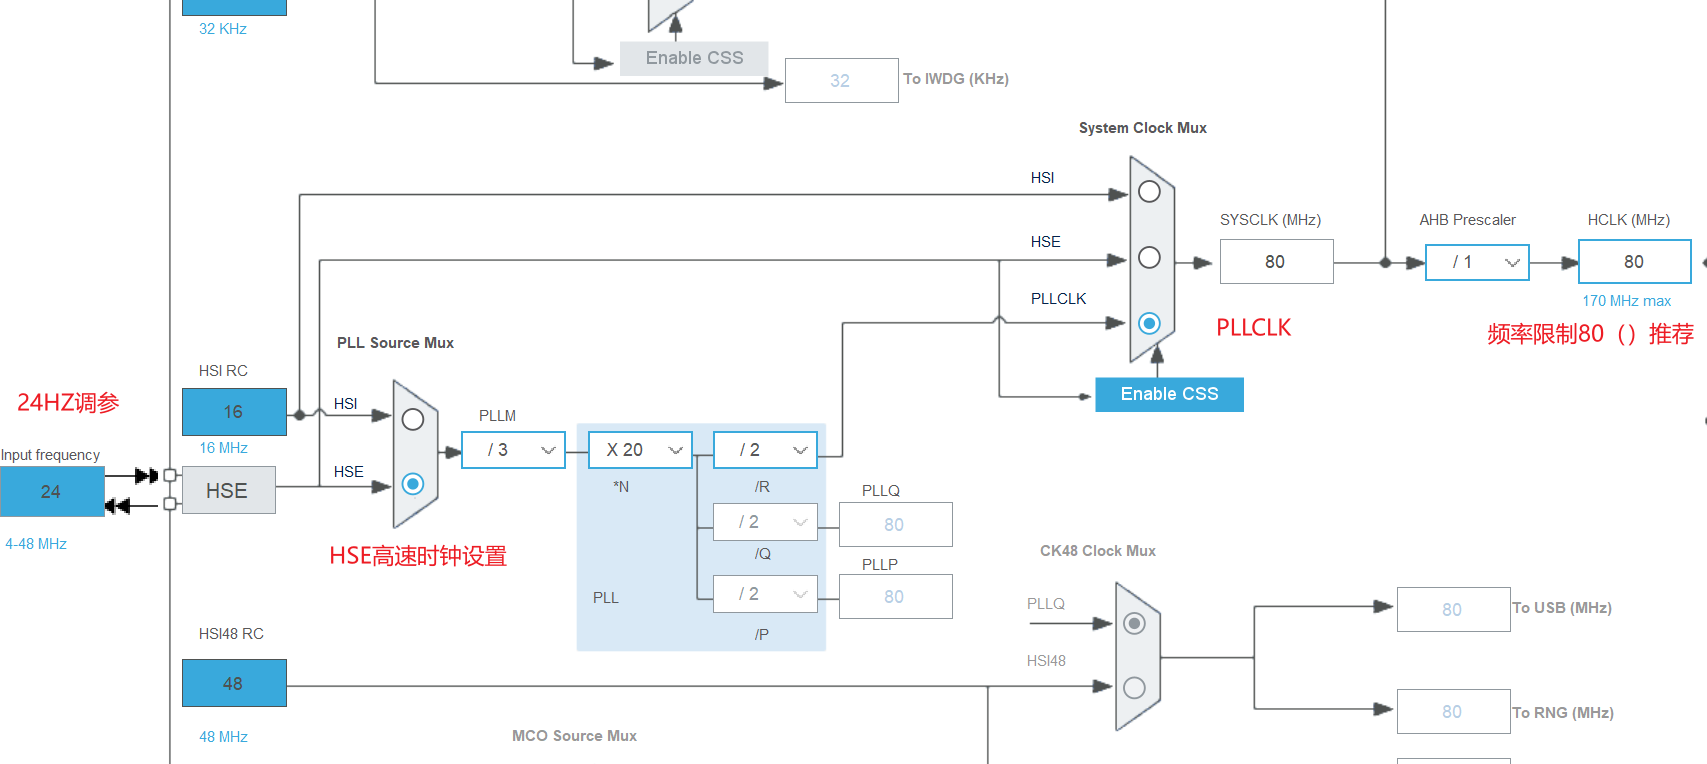 32 KHz
Enable CSS
32
To IWDG (KHz)
System Clock Mux
HSI
SYSCLK (MHz)
AHB Prescaler
HCLK (MHz)
HSE
80
/ 1
80
PLLCLK
170 MHz max
PLLCLK
频率限制80（）推荐
PLL Source Mux
HSI RC
Enable CSS
24HZ调参
16
HSI
PLLM
16 MHz
/ 3
X 20
/ 2
Input frequency
HSE
*N
/R
PLLQ
24
HSE
/ 2
80
4-48 MHz
HSE高速时钟设置
/Q
CK48 Clock Mux
PLLP
PLL
/ 2
80
PLLQ
80
To USB (MHz)
HSI48 RC
/P
HSI48
48
80
To RNG (MHz)
48 MHz
MCO Source Mux